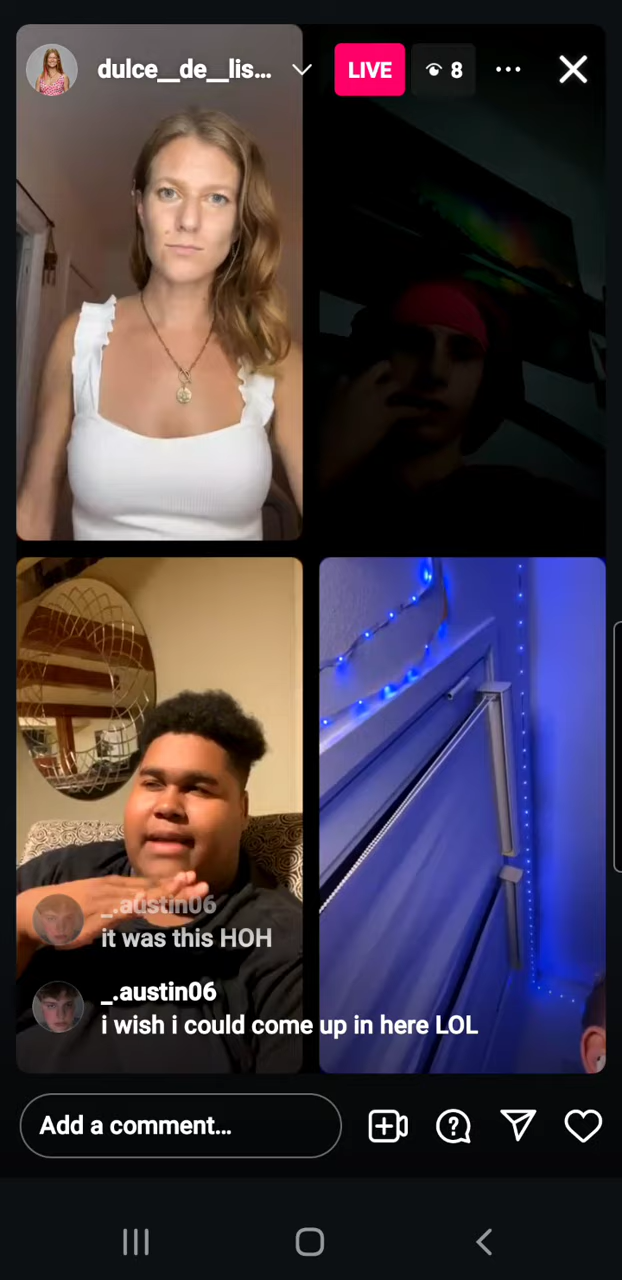 dulce__de__lis...
LIVE
8
_.austin06
it was this HOH
_.austin06
i wish i could come up in here LOL
Add a comment...